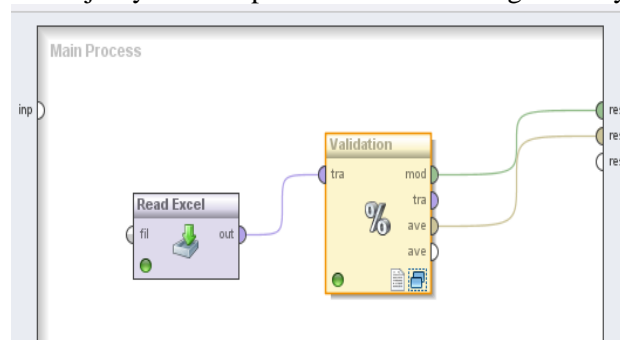 Main Process
inp
res
res
res
Validation
tra
mod
tra
%
ave
ave
Read Excel
fil
out